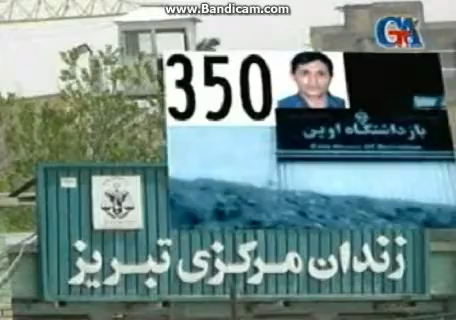 www.Bandicam.com
350
بازداشتگاه اوین
زندان مرکزی تبریز